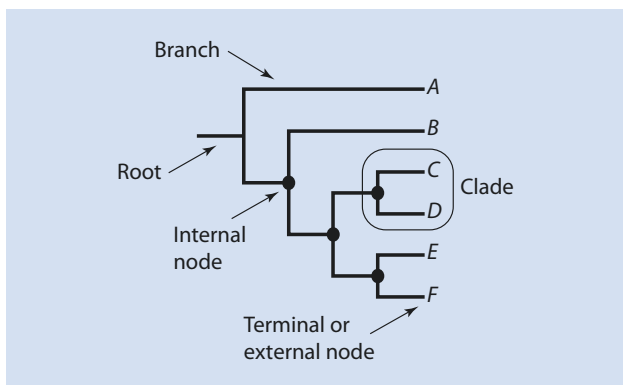 Branch
A
B
Root
C
Clade
D
Internal
node
E
F
Terminal or
external node